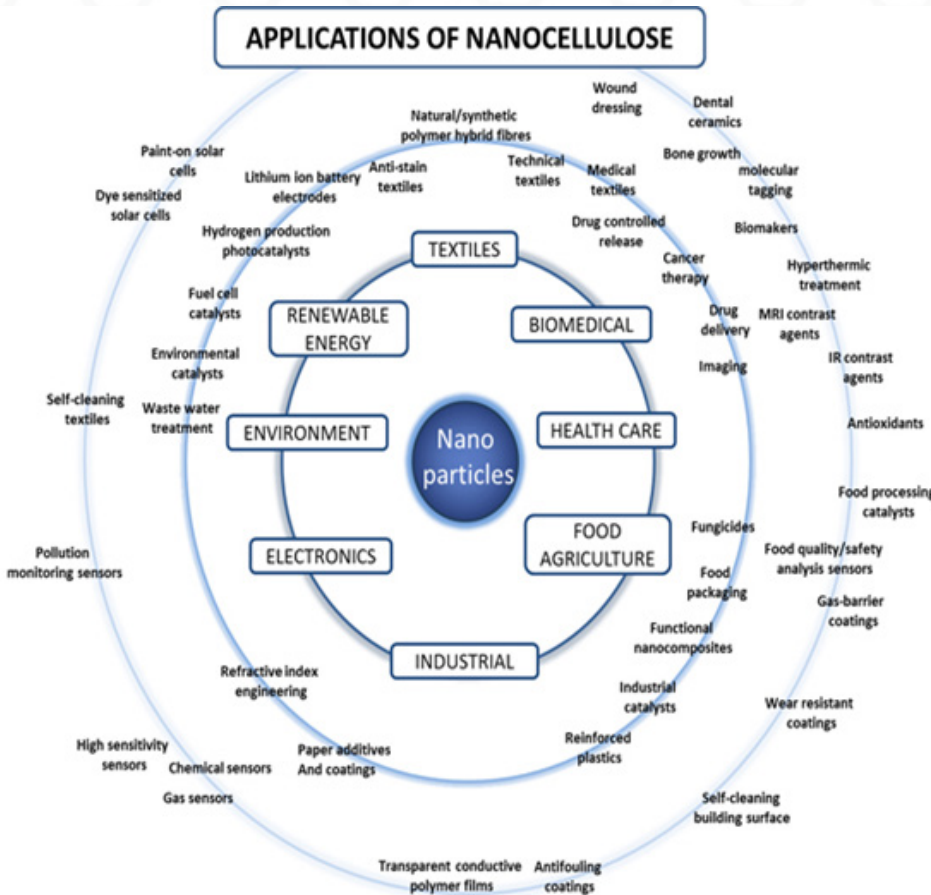 APPLICATIONS OF NANOCELLULOSE
Wound
dressing
Dental
ceramics
Natural/synthetic
polymer hybrid fibres
Paint-on solar
cells
Bone growth
Technical
textiles
Anti-stain
textiles
Medical
textiles
molecular
tagging
Lithium ion battery
electrodes
Dye sensitized
solar cells
Drug controlled
release
Biomakers
Hydrogen production
photocatalysts
TEXTILES
Cancer
therapy
Hyperthermic
treatment
Fuel cell
catalysts
RENEWABLE
ENERGY
BIOMEDICAL
Drug
delivery
MRI contrast
agents
Environmental
catalysts
Imaging
IR contrast
agents
Self-cleaning
textiles
Waste water
treatment
ENVIRONMENT
Nano
particles
HEALTH CARE
Antioxidants
Food processing
catalysts
Fungicides
FOOD
AGRICULTURE
Pollution
monitoring sensors
ELECTRONICS
Food quality/safety
analysis sensors
Food
packaging
Gas-barrier
coatings
Functional
nanocomposites
INDUSTRIAL
Refractive index
engineering
Industrial
catalysts
Wear resistant
coatings
Reinforced
plastics
High sensitivity
sensors
Chemical sensors
Paper additives
And coatings
Gas sensors
Self-cleaning
building surface
Transparent conductive
polymer films
Antifouling
coatings